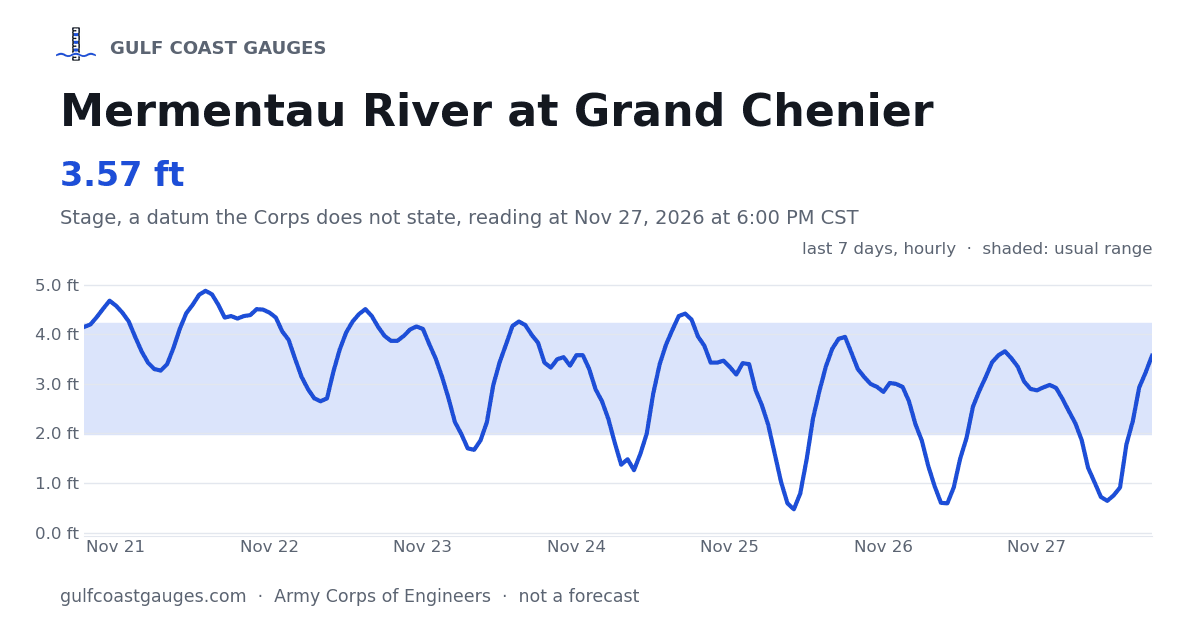 GULF COAST GAUGES
Mermentau River at Grand Chenier
3.57 ft
Stage, a datum the Corps does not state, reading at Nov 27, 2026 at 6:00 PM CST
last 7 days, hourly · shaded: usual range
5.0 ft
4.0 ft
3.0 ft
2.0 ft
1.0 ft
0.0 ft
Nov 21 Nov 22 Nov 23 Nov 24 Nov 25 Nov 26 Nov 27
gulfcoastgauges.com · Army Corps of Engineers · not a forecast